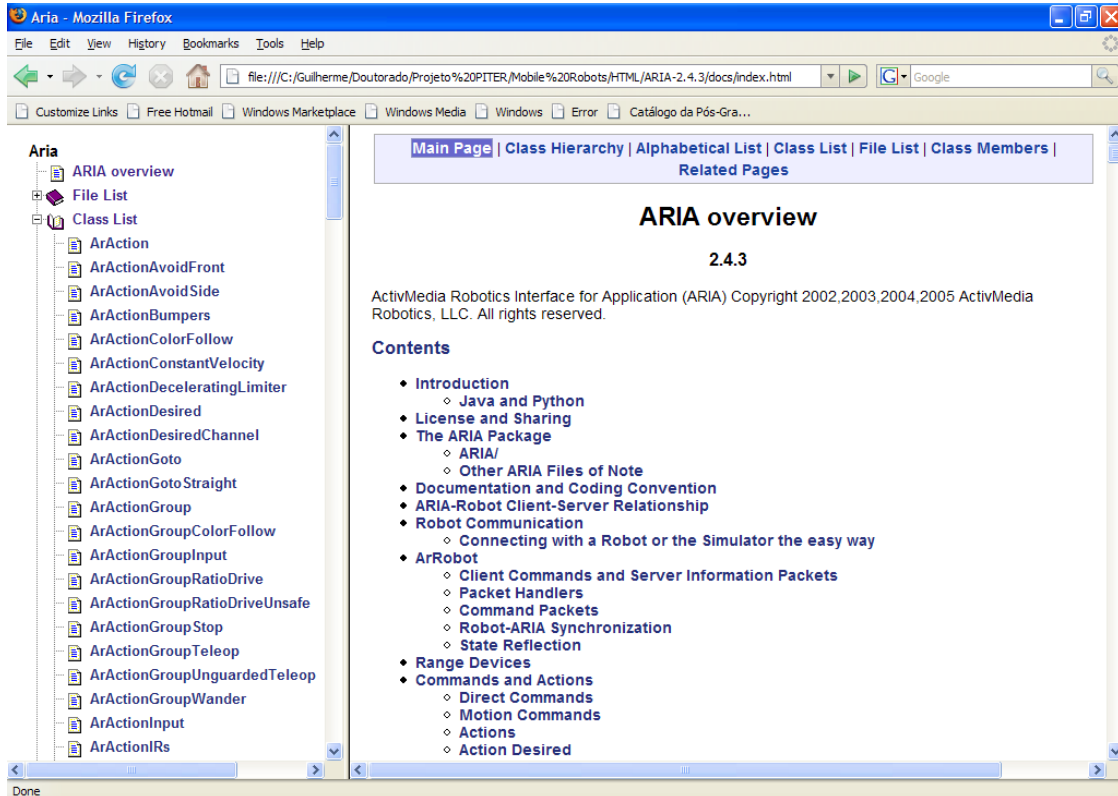 Aria - Mozilla Firefox
File Edit View History Bookmarks Tools Help
file:///C:/Guilherme/Doutorado/Projeto%20PITER/Mobile%20Robots/HTML/ARIA-2.4.3/docs/index.html
G Google
Customize Links Free Hotmail Windows Marketplace Windows Media Windows Error Catálogo da Pós-Gra...
Aria
ARIA overview
File List
Class List
ArAction
ArActionAvoidFront
ArActionAvoidSide
ArActionBumpers
ArActionColorFollow
ArActionConstantVelocity
ArActionDeceleratingLimiter
ArActionDesired
ArActionDesiredChannel
ArActionGoto
ArActionGotoStraight
ArActionGroup
ArActionGroupColorFollow
ArActionGroupInput
ArActionGroupRatioDrive
ArActionGroupRatioDriveUnsafe
ArActionGroupStop
ArActionGroupTeleop
ArActionGroupUnguardedTeleop
ArActionGroupWander
ArActionInput
ArActionIRs
Main Page | Class Hierarchy | Alphabetical List | Class List | File List | Class Members |
Related Pages
ARIA overview
2.4.3
ActivMedia Robotics Interface for Application (ARIA) Copyright 2002,2003,2004,2005 ActivMedia
Robotics, LLC. All rights reserved.
Contents
Introduction
Java and Python
License and Sharing
The ARIA Package
ARIA/
Other ARIA Files of Note
Documentation and Coding Convention
ARIA-Robot Client-Server Relationship
Robot Communication
Connecting with a Robot or the Simulator the easy way
ArRobot
Client Commands and Server Information Packets
Packet Handlers
Command Packets
Robot-ARIA Synchronization
State Reflection
Range Devices
Commands and Actions
Direct Commands
Motion Commands
Actions
Action Desired
Done